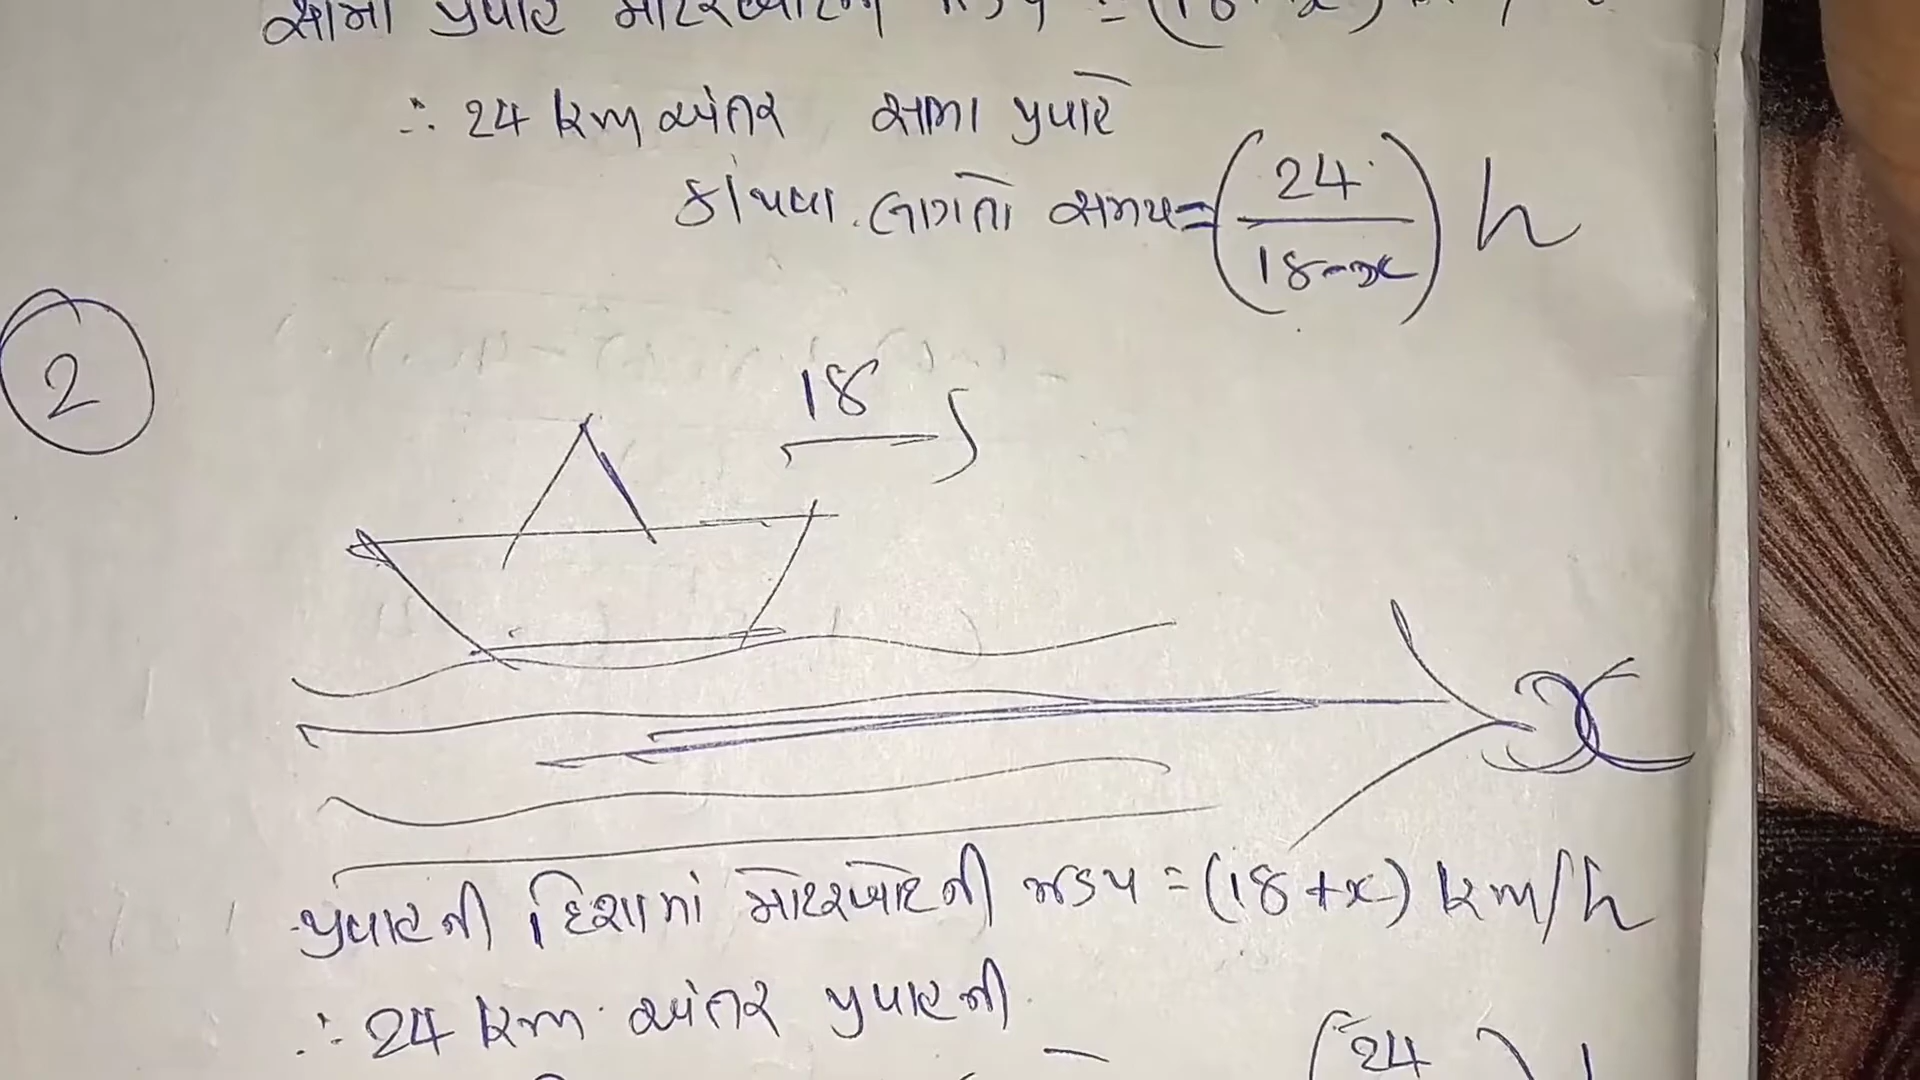 સામા પ્રવાહે
∴ 24 km અંતર સામા પ્રવાહે
કાંપવા લાગતો સમય = (24/18-x) h
2
18
x
પ્રવાહની દિશામાં મોટરબોટની ઝડપ = (18+x) km/h
∴ 24 km અંતર પ્રવાહની
24